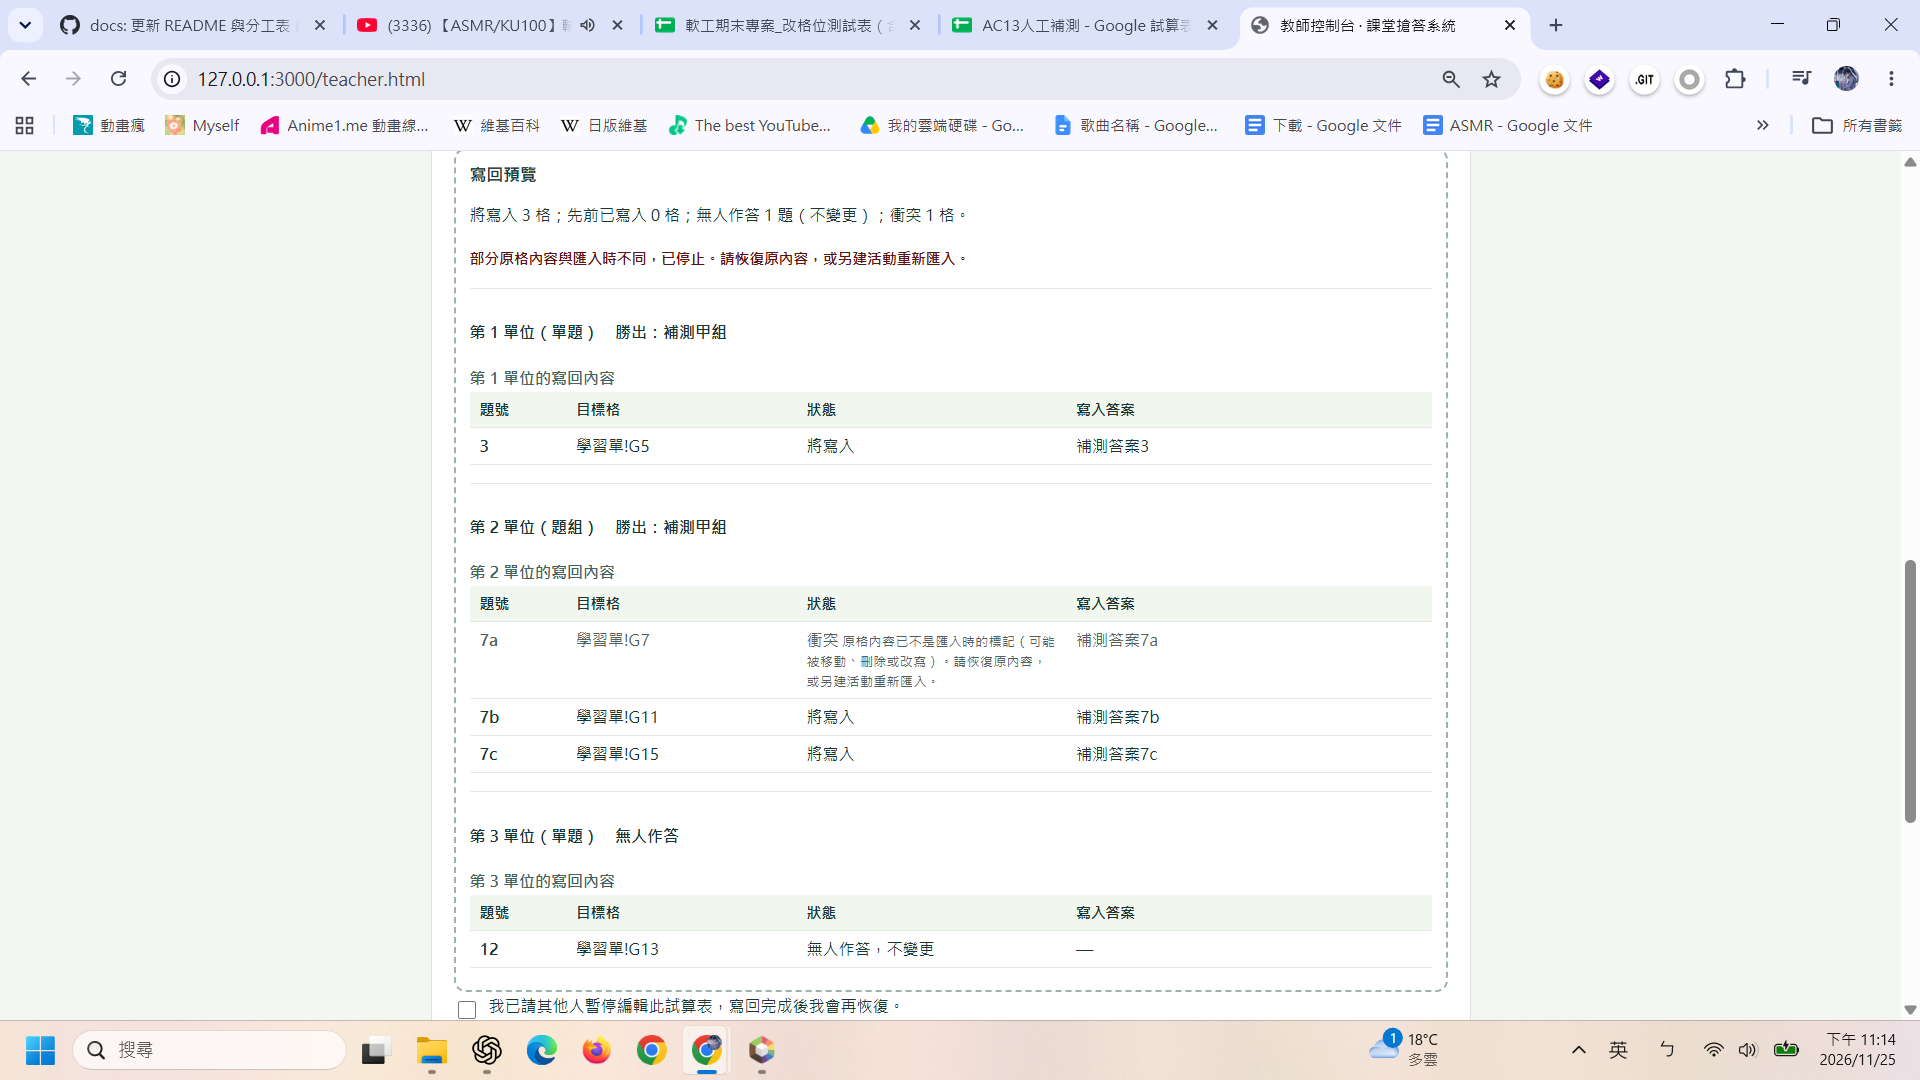 docs: 更新 README 與分工表
(3336) 【ASMR/KU100】
軟工期末專案_改格位測試表（
AC13人工補測 - Google 試算表
教師控制台 · 課堂搶答系統
127.0.0.1:3000/teacher.html
.GIT
動畫瘋
Myself
Anime1.me 動畫線...
W 維基百科
W 日版維基
The best YouTube...
我的雲端硬碟 - Go...
歌曲名稱 - Google...
下載 - Google 文件
ASMR - Google 文件
所有書籤
寫回預覽
將寫入 3 格；先前已寫入 0 格；無人作答 1 題（不變更）；衝突 1 格。
部分原格內容與匯入時不同，已停止。請恢復原內容，或另建活動重新匯入。
第 1 單位（單題） 勝出：補測甲組
第 1 單位的寫回內容
題號 目標格 狀態 寫入答案
3 學習單!G5 將寫入 補測答案3
第 2 單位（題組） 勝出：補測甲組
第 2 單位的寫回內容
題號 目標格 狀態 寫入答案
7a 學習單!G7 衝突 原格內容已不是匯入時的標記（可能 補測答案7a
被移動、刪除或改寫）。請恢復原內容，
或另建活動重新匯入。
7b 學習單!G11 將寫入 補測答案7b
7c 學習單!G15 將寫入 補測答案7c
第 3 單位（單題） 無人作答
第 3 單位的寫回內容
題號 目標格 狀態 寫入答案
12 學習單!G13 無人作答，不變更 —
我已請其他人暫停編輯此試算表，寫回完成後我會再恢復。
搜尋
1
18°C
多雲
英
ㄅ
下午 11:14
2026/11/25